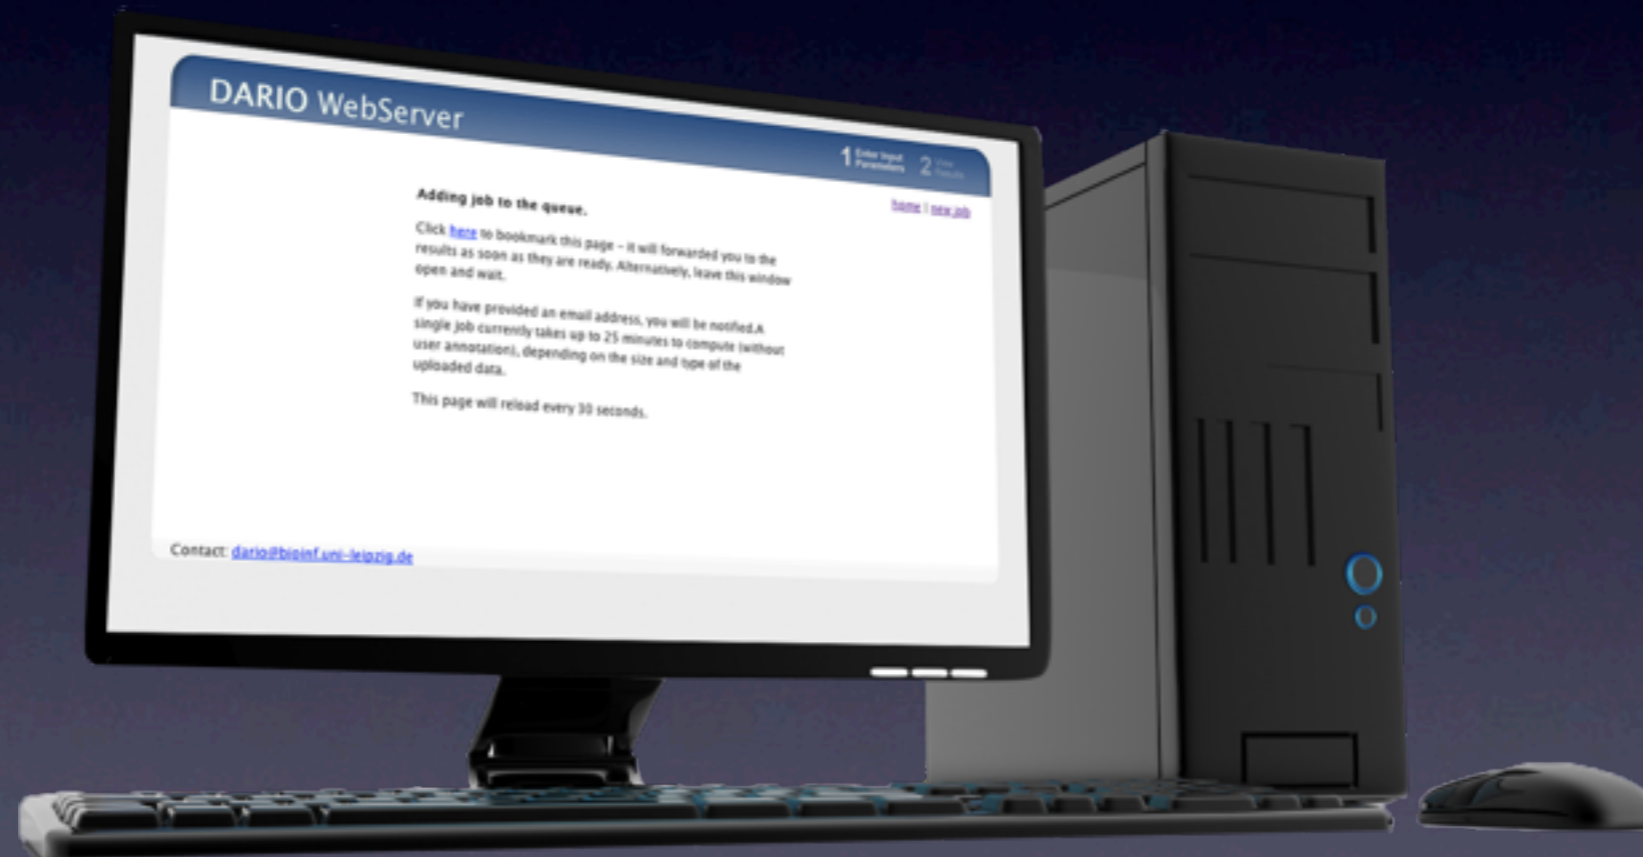 DARIO WebServer
1 Enter Input
Parameters
2 View
Results
home | new job
Adding job to the queue.
Click here to bookmark this page – it will forwarded you to the
results as soon as they are ready. Alternatively, leave this window
open and wait.
If you have provided an email address, you will be notified.A
single job currently takes up to 25 minutes to compute (without
user annotation), depending on the size and type of the
uploaded data.
This page will reload every 30 seconds.
Contact: dario@bioinf.uni-leipzig.de